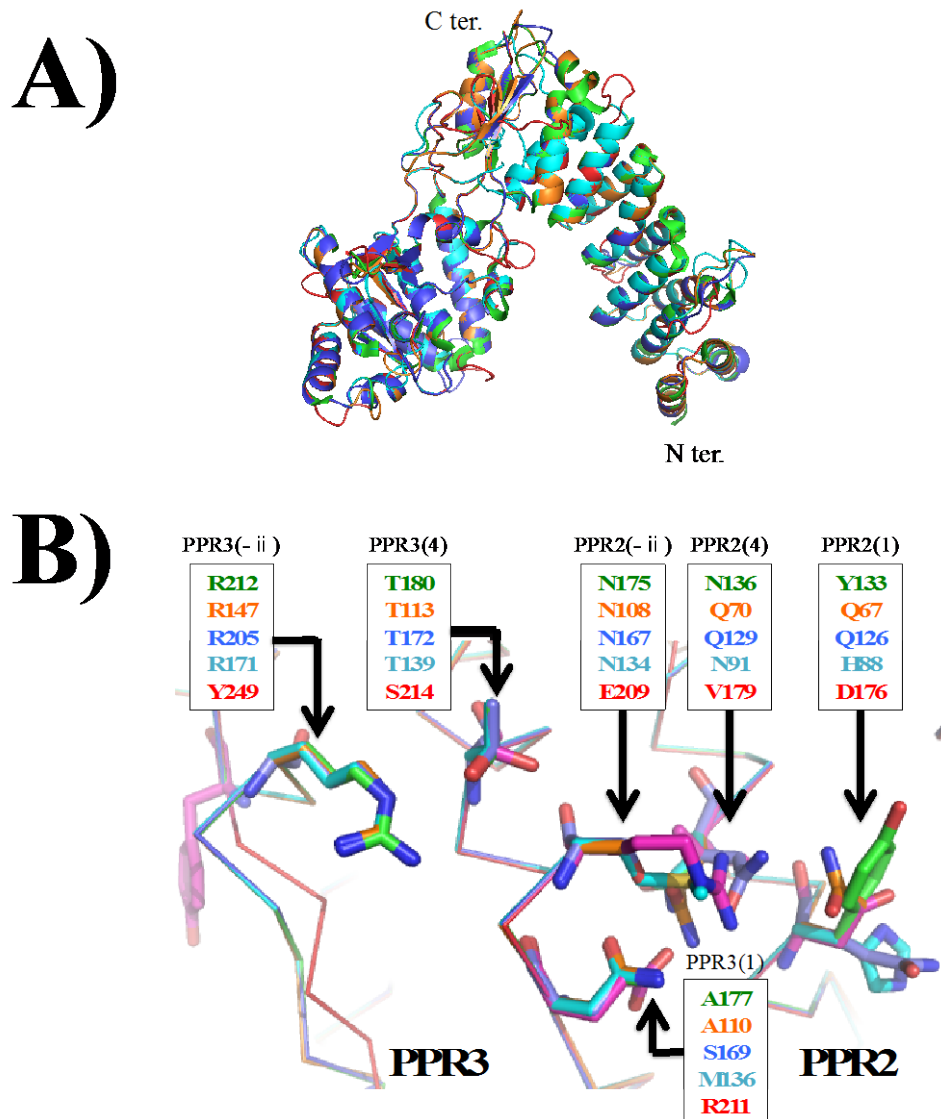 A)
C ter.
N ter.
B)
PPR3(- ii)
R212
R147
R205
R171
Y249
PPR3(4)
T180
T113
T172
T139
S214
PPR2(-ii)
N175
N108
N167
N134
E209
PPR2(4)
N136
Q70
Q129
N91
V179
PPR2(1)
Y133
Q67
Q126
H88
D176
PPR3(1)
A177
A110
S169
M136
R211
PPR3
PPR2